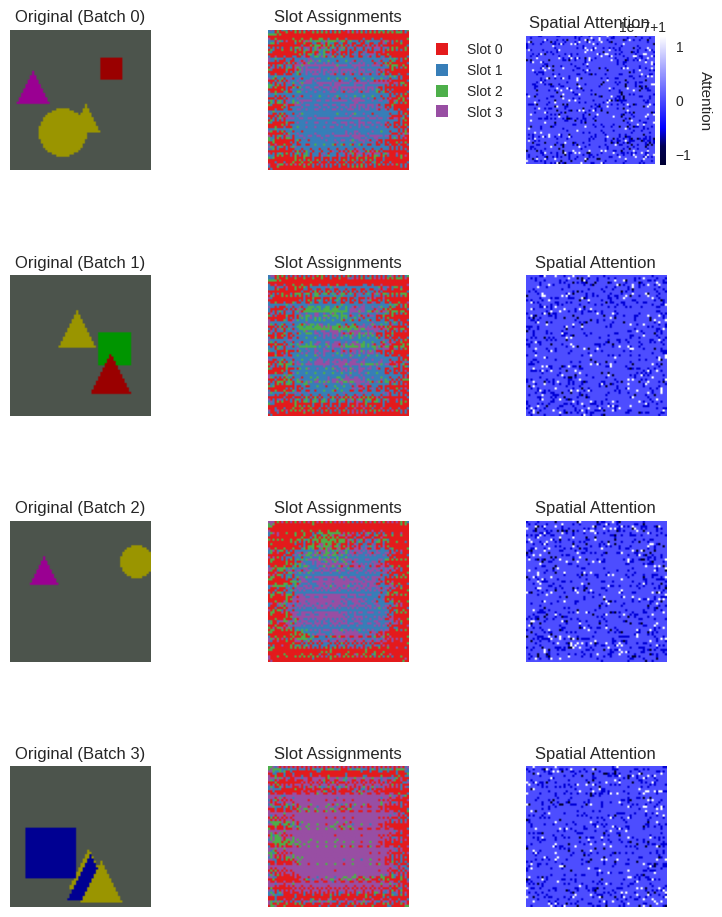 Original (Batch 0)
Slot Assignments
Slot 0
Slot 1
Slot 2
Slot 3
Spatial Attention
1e−7+1
1
0
−1
Attention
Original (Batch 1)
Slot Assignments
Spatial Attention
Original (Batch 2)
Slot Assignments
Spatial Attention
Original (Batch 3)
Slot Assignments
Spatial Attention